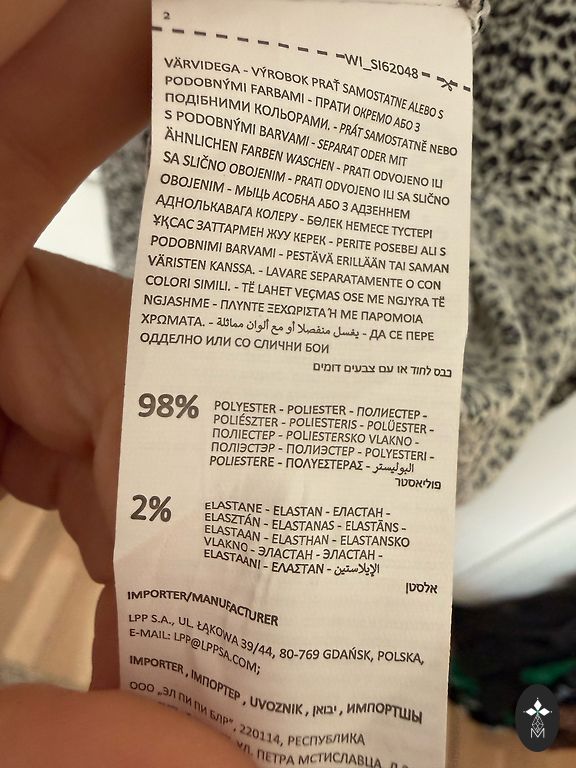 2
WI_SI62048
VÄRVIDEGA - VÝROBOK PRAŤ SAMOSTATNE ALEBO S
PODOBNÝMI FARBAMI - ПРАТИ ОКРЕМО АБО З
ПОДІБНИМИ КОЛЬОРАМИ. - PRÁT SAMOSTATNĚ NEBO
S PODOBNÝMI BARVAMI - SEPARAT ODER MIT
ÄHNLICHEN FARBEN WASCHEN - PRATI ODVOJENO ILI
SA SLIČNO OBOJENIM - PRATI ODVOJENO ILI SA SLIČNO
OBOJENIM - МЫЦЬ АСОБНА АБО З АДЗЕННЕМ
АДНОЛЬКАВАГА КОЛЕРУ - БӨЛЕК НЕМЕСЕ ТҮСТЕРІ
ҰҚСАС ЗАТТАРМЕН ЖУУ КЕРЕК - PERITE POSEBEJ ALI S
PODOBNIMI BARVAMI - PESTÄVÄ ERILLÄÄN TAI SAMAN
VÄRISTEN KANSSA. - LAVARE SEPARATAMENTE O CON
COLORI SIMILI. - TË LAHET VEÇMAS OSE ME NGJYRA TË
NGJASHME - ΠΛΥΝΤΕ ΞΕΧΩΡΙΣΤΑ Ή ΜΕ ΠΑΡΟΜΟΙΑ
ΧΡΩΜΑΤΑ. - يغسل منفصلا أو مع ألوان مماثلة - ДА СЕ ПЕРЕ
ОДДЕЛНО ИЛИ СО СЛИЧНИ БОИ
כבס לחוד או עם צבעים דומים
98% POLYESTER - POLIESTER - ПОЛИЕСТЕР -
POLIÉSZTER - POLIESTERIS - POLÜESTER -
ПОЛІЕСТЕР - POLIESTERSKO VLAKNO -
ПОЛІЭСТЭР - ПОЛИЭСТЕР - POLYESTERI -
POLIESTERE - ΠΟΛΥΕΣΤΕΡΑΣ - البوليستر
פוליאסטר
2% ELASTANE - ELASTAN - ЕЛАСТАН -
ELASZTÁN - ELASTANAS - ELASTĀNS -
ELASTAAN - ELASTHAN - ELASTANSKO
VLAKNO - ЭЛАСТАН - ЭЛАСТАН -
ELASTAANI - ΕΛΑΣΤΑΝ - الإيلاستين
אלסטן
IMPORTER/MANUFACTURER
LPP S.A., UL. ŁĄKOWA 39/44, 80-769 GDAŃSK, POLSKA,
E-MAIL: LPP@LPPSA.COM;
IMPORTER , ІМПОРТЕР , UVOZNIK , יבואן , ИМПОРТШЫ
ООО „ЭЛ ПИ ПИ БЛР”, 220114, РЕСПУБЛИКА
УЛ. ПЕТРА МСТИСЛАВЦА,
M